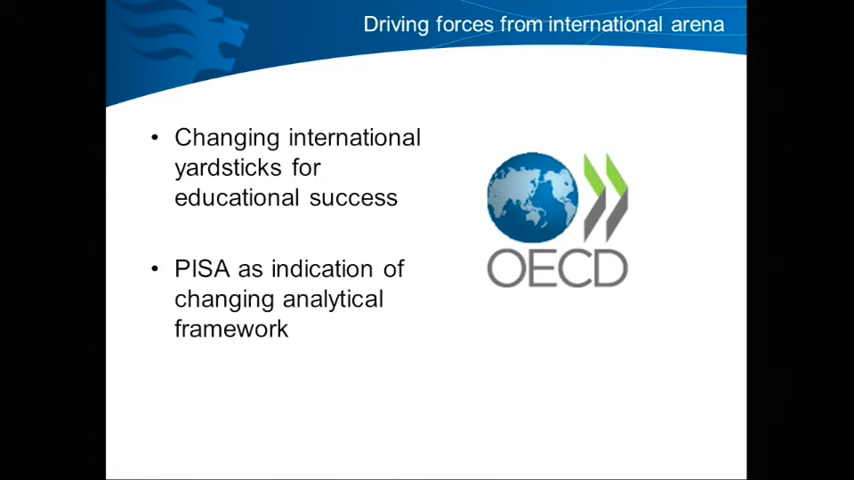 Driving forces from international arena
• Changing international
yardsticks for
educational success
OECD
• PISA as indication of
changing analytical
framework